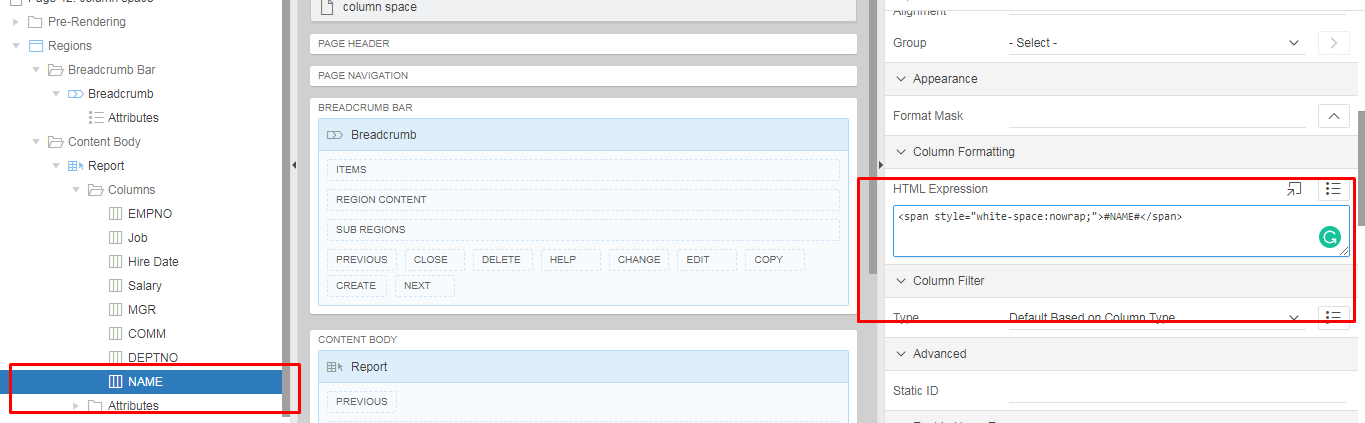 Page 42: column space
Pre-Rendering
Regions
Breadcrumb Bar
Breadcrumb
Attributes
Content Body
Report
Columns
EMPNO
Job
Hire Date
Salary
MGR
COMM
DEPTNO
NAME
Attributes
column space
PAGE HEADER
PAGE NAVIGATION
BREADCRUMB BAR
Breadcrumb
ITEMS
REGION CONTENT
SUB REGIONS
PREVIOUS CLOSE DELETE HELP CHANGE EDIT COPY
CREATE NEXT
CONTENT BODY
Report
PREVIOUS
Alignment
Group - Select -
Appearance
Format Mask
Column Formatting
HTML Expression
<span style="white-space:nowrap;">#NAME#</span>
Column Filter
Type Default Based on Column Type
Advanced
Static ID